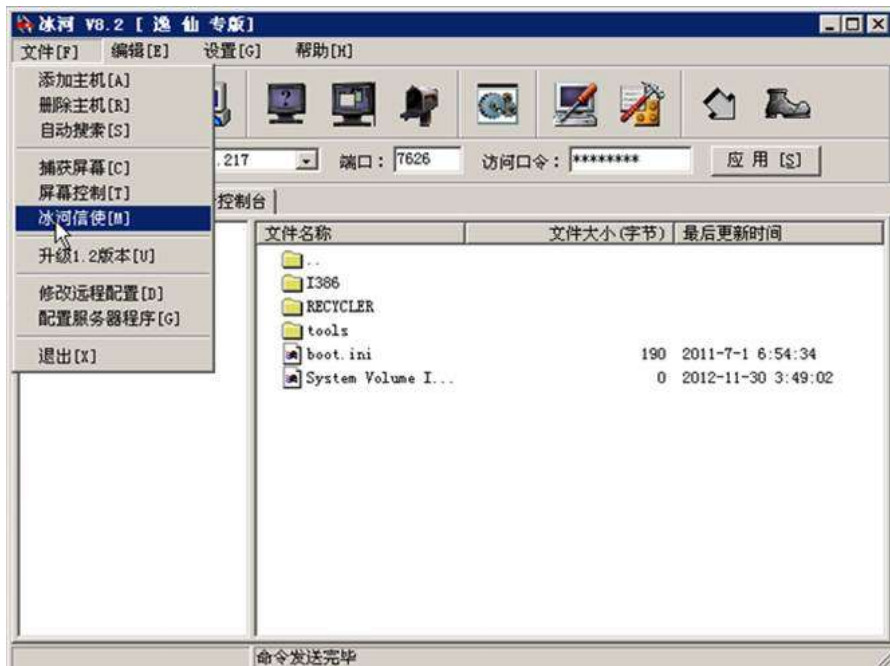 冰河 V8.2 [ 逸 仙 专版]
文件[F] 编辑[E] 设置[G] 帮助[H]
添加主机[A]
删除主机[R]
自动搜索[S]
捕获屏幕[C]
屏幕控制[T]
冰河信使[M]
升级1.2版本[U]
修改远程配置[D]
配置服务器程序[G]
退出[X]
.217 端口: 7626 访问口令: ******** 应 用 [S]
控制台
文件名称 文件大小(字节) 最后更新时间
..
I386
RECYCLER
tools
boot.ini 190 2011-7-1 6:54:34
System Volume I... 0 2012-11-30 3:49:02
命令发送完毕